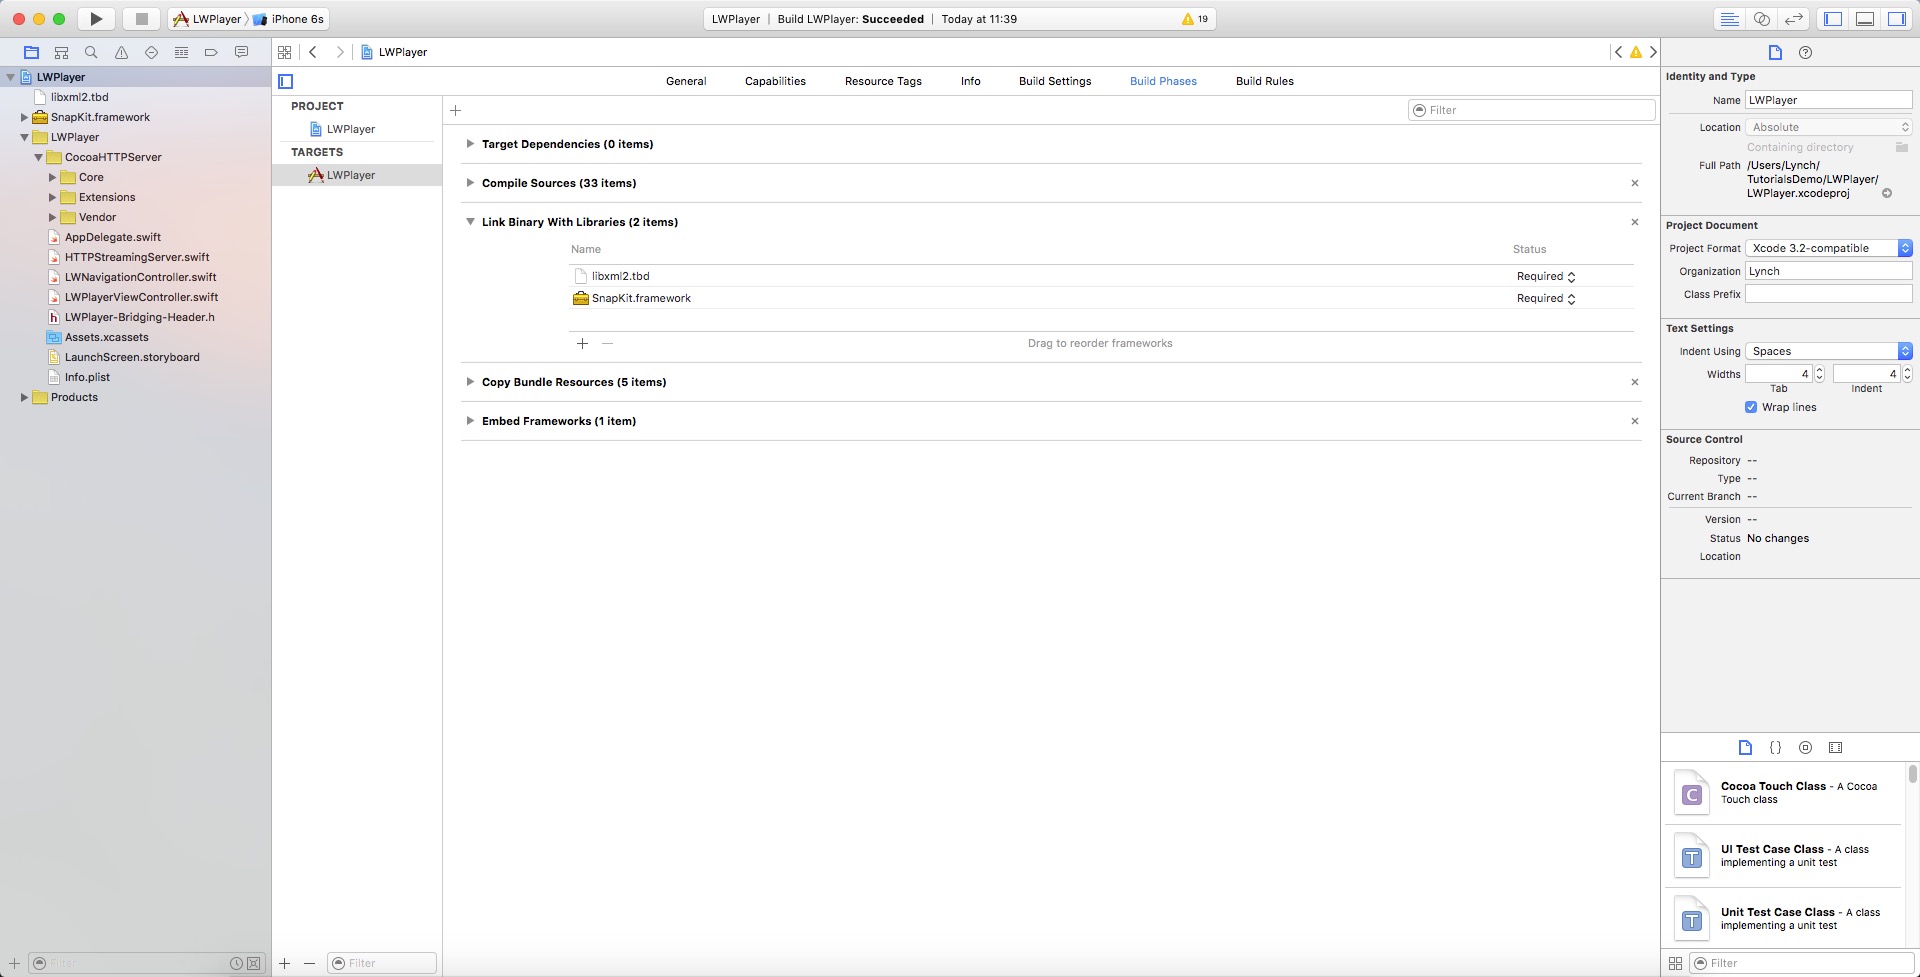 LWPlayer
iPhone 6s
LWPlayer | Build LWPlayer: Succeeded | Today at 11:39
19
LWPlayer
libxml2.tbd
SnapKit.framework
LWPlayer
CocoaHTTPServer
Core
Extensions
Vendor
AppDelegate.swift
HTTPStreamingServer.swift
LWNavigationController.swift
LWPlayerViewController.swift
LWPlayer-Bridging-Header.h
Assets.xcassets
LaunchScreen.storyboard
Info.plist
Products
Filter
LWPlayer
General
Capabilities
Resource Tags
Info
Build Settings
Build Phases
Build Rules
PROJECT
LWPlayer
TARGETS
LWPlayer
Filter
Filter
Target Dependencies (0 items)
Compile Sources (33 items)
Link Binary With Libraries (2 items)
Name Status
libxml2.tbd Required
SnapKit.framework Required
Drag to reorder frameworks
Copy Bundle Resources (5 items)
Embed Frameworks (1 item)
Identity and Type
Name LWPlayer
Location Absolute
Containing directory
Full Path /Users/Lynch/
TutorialsDemo/LWPlayer/
LWPlayer.xcodeproj
Project Document
Project Format Xcode 3.2-compatible
Organization Lynch
Class Prefix
Text Settings
Indent Using Spaces
Widths 4 4
Tab Indent
Wrap lines
Source Control
Repository --
Type --
Current Branch --
Version --
Status No changes
Location
{}
C
Cocoa Touch Class - A Cocoa
Touch class
T
UI Test Case Class - A class
implementing a unit test
T
Unit Test Case Class - A class
implementing a unit test
Filter